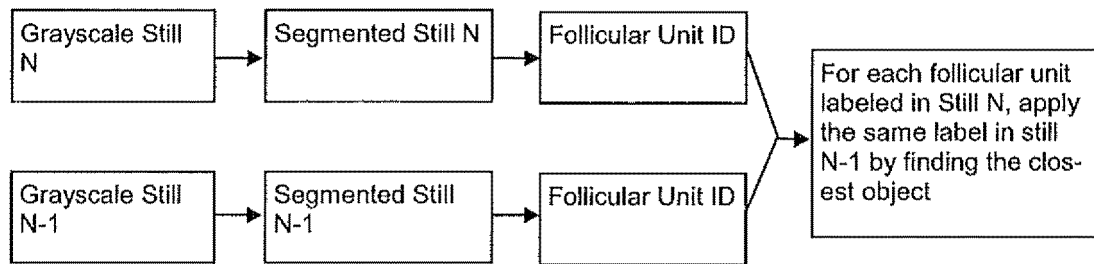 Grayscale Still
N
Segmented Still N
Follicular Unit ID
For each follicular unit
labeled in Still N, apply
the same label in still
N-1 by finding the clos-
est object
Grayscale Still
N-1
Segmented Still
N-1
Follicular Unit ID